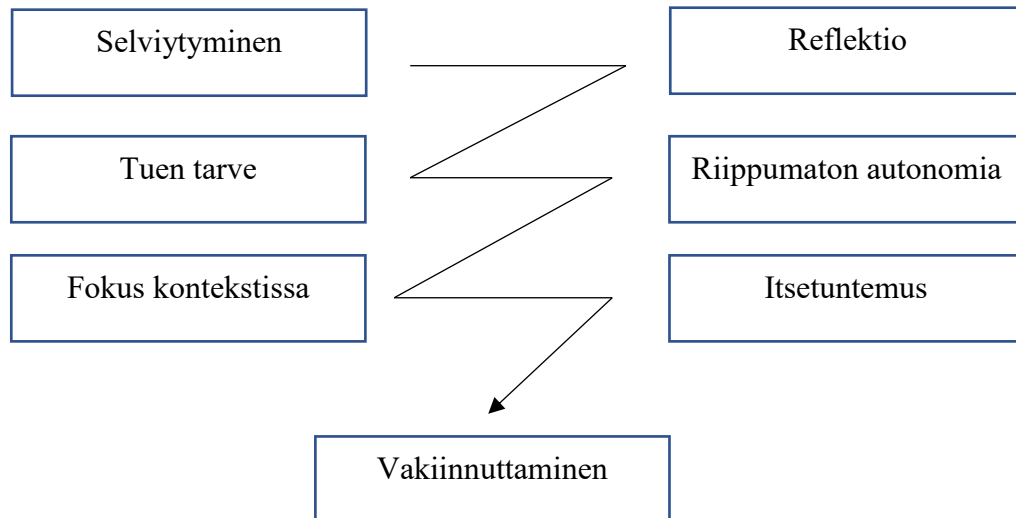 Selviytyminen
Reflektio
Tuen tarve
Riippumaton autonomia
Fokus kontekstissa
Itsetuntemus
Vakiinnuttaminen